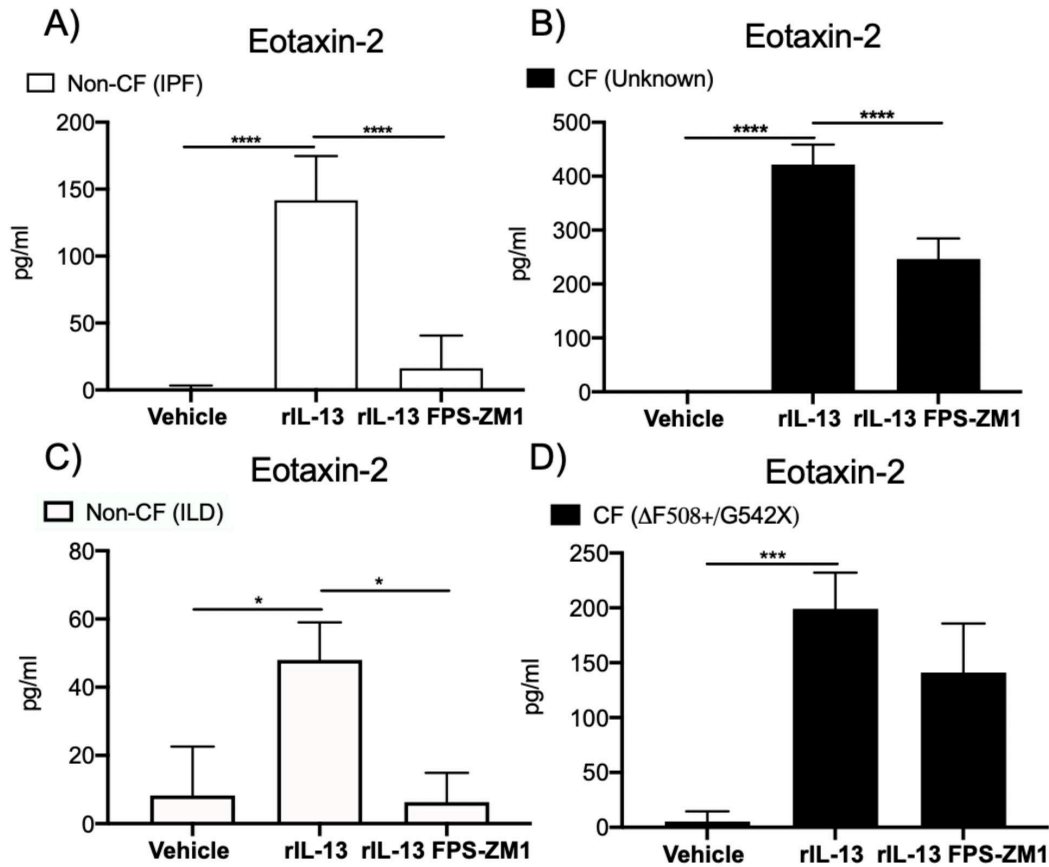 A)
Eotaxin-2
Non-CF (IPF)
****
****
200
150
100
50
0
pg/ml
Vehicle rIL-13 rIL-13 FPS-ZM1
B)
Eotaxin-2
CF (Unknown)
****
****
500
400
300
200
100
0
pg/ml
Vehicle rIL-13 rIL-13 FPS-ZM1
C)
Eotaxin-2
Non-CF (ILD)
*
*
80
60
40
20
0
pg/ml
Vehicle rIL-13 rIL-13 FPS-ZM1
D)
Eotaxin-2
CF (ΔF508+/G542X)
***
250
200
150
100
50
0
pg/ml
Vehicle rIL-13 rIL-13 FPS-ZM1